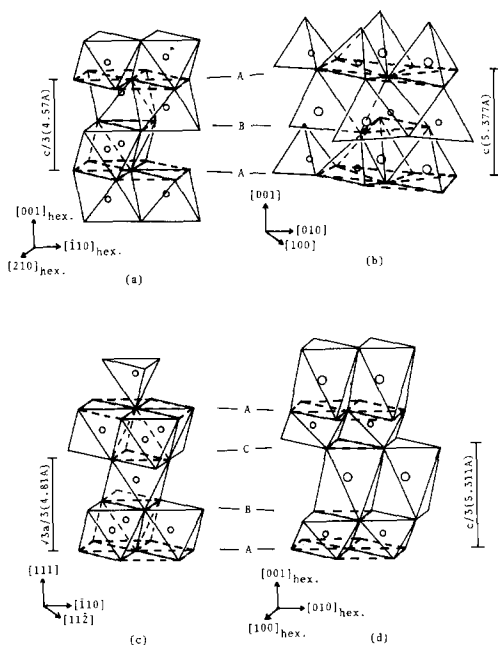 c/3(4.57A)
A
B
A
c(5.377A)
[001]hex.
[1̄10]hex.
[210]hex.
(a)
[001]
[010]
[100]
(b)
√3a/3(4.81A)
A
C
B
A
c/3(5.311A)
[111]
[1̄10]
[112̄]
(c)
[001]hex.
[010]hex.
[100]hex.
(d)